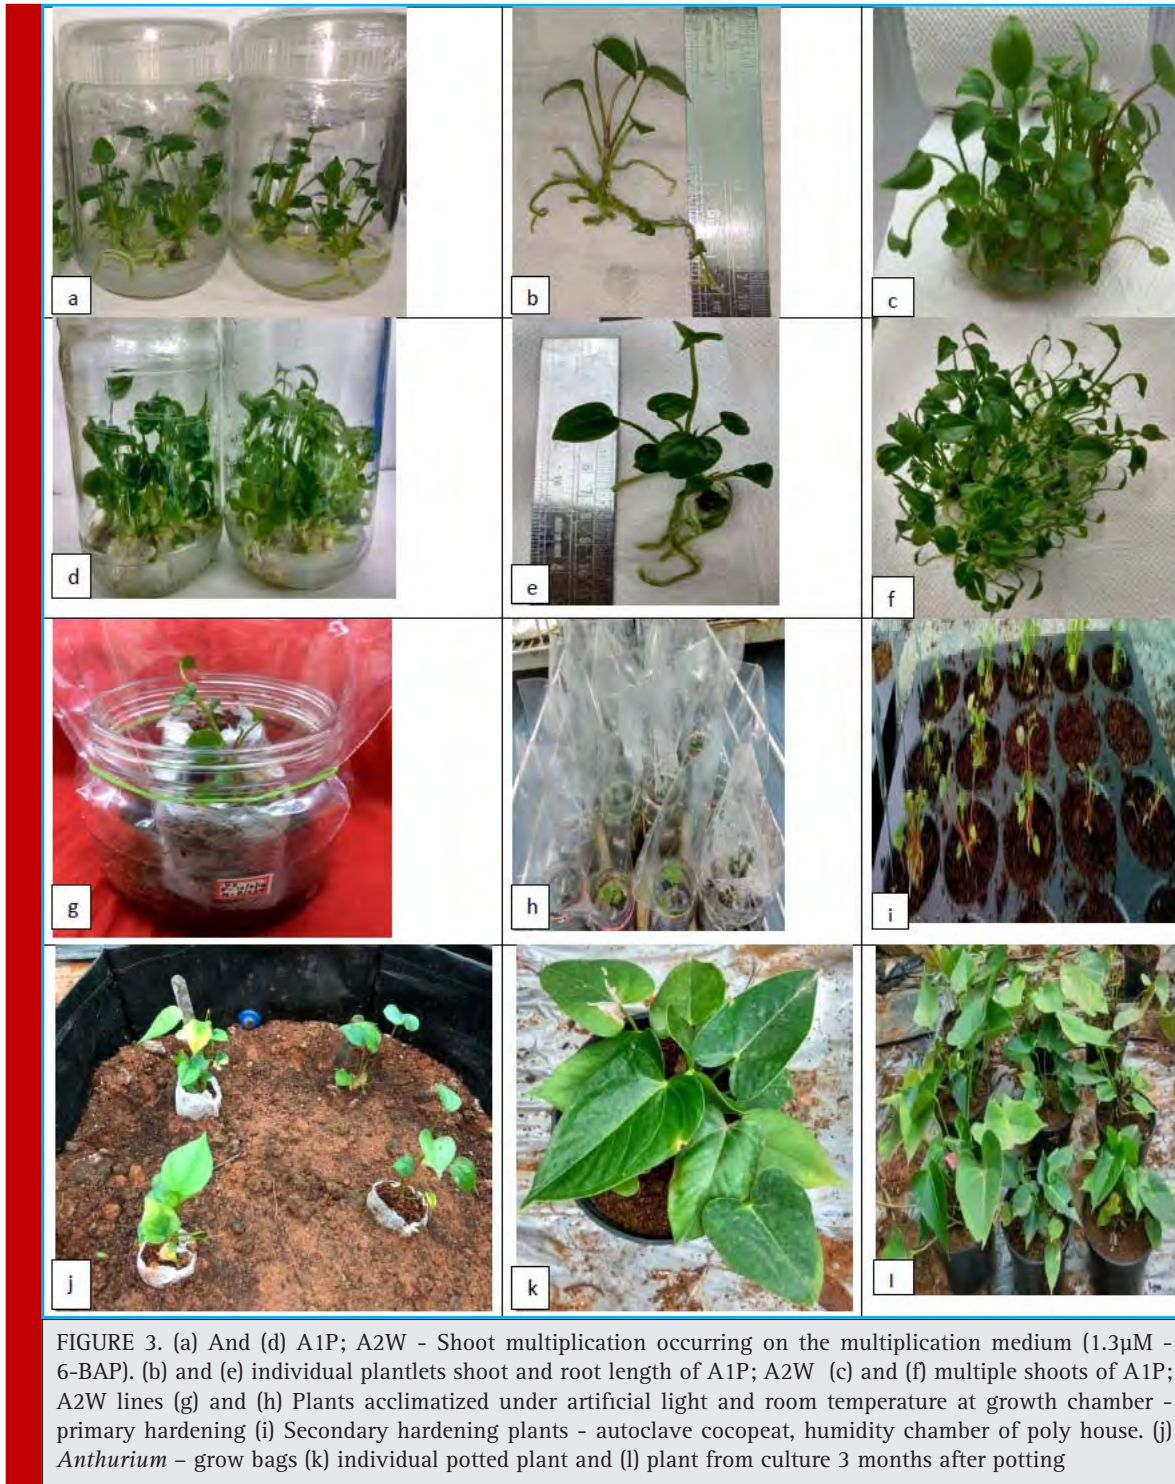 a
b
c
d
e
f
g
h
i
j
k
l
FIGURE 3. (a) And (d) A1P; A2W - Shoot multiplication occurring on the multiplication medium (1.3µM -
6-BAP). (b) and (e) individual plantlets shoot and root length of A1P; A2W (c) and (f) multiple shoots of A1P;
A2W lines (g) and (h) Plants acclimatized under artificial light and room temperature at growth chamber -
primary hardening (i) Secondary hardening plants - autoclave cocopeat, humidity chamber of poly house. (j)
Anthurium – grow bags (k) individual potted plant and (l) plant from culture 3 months after potting